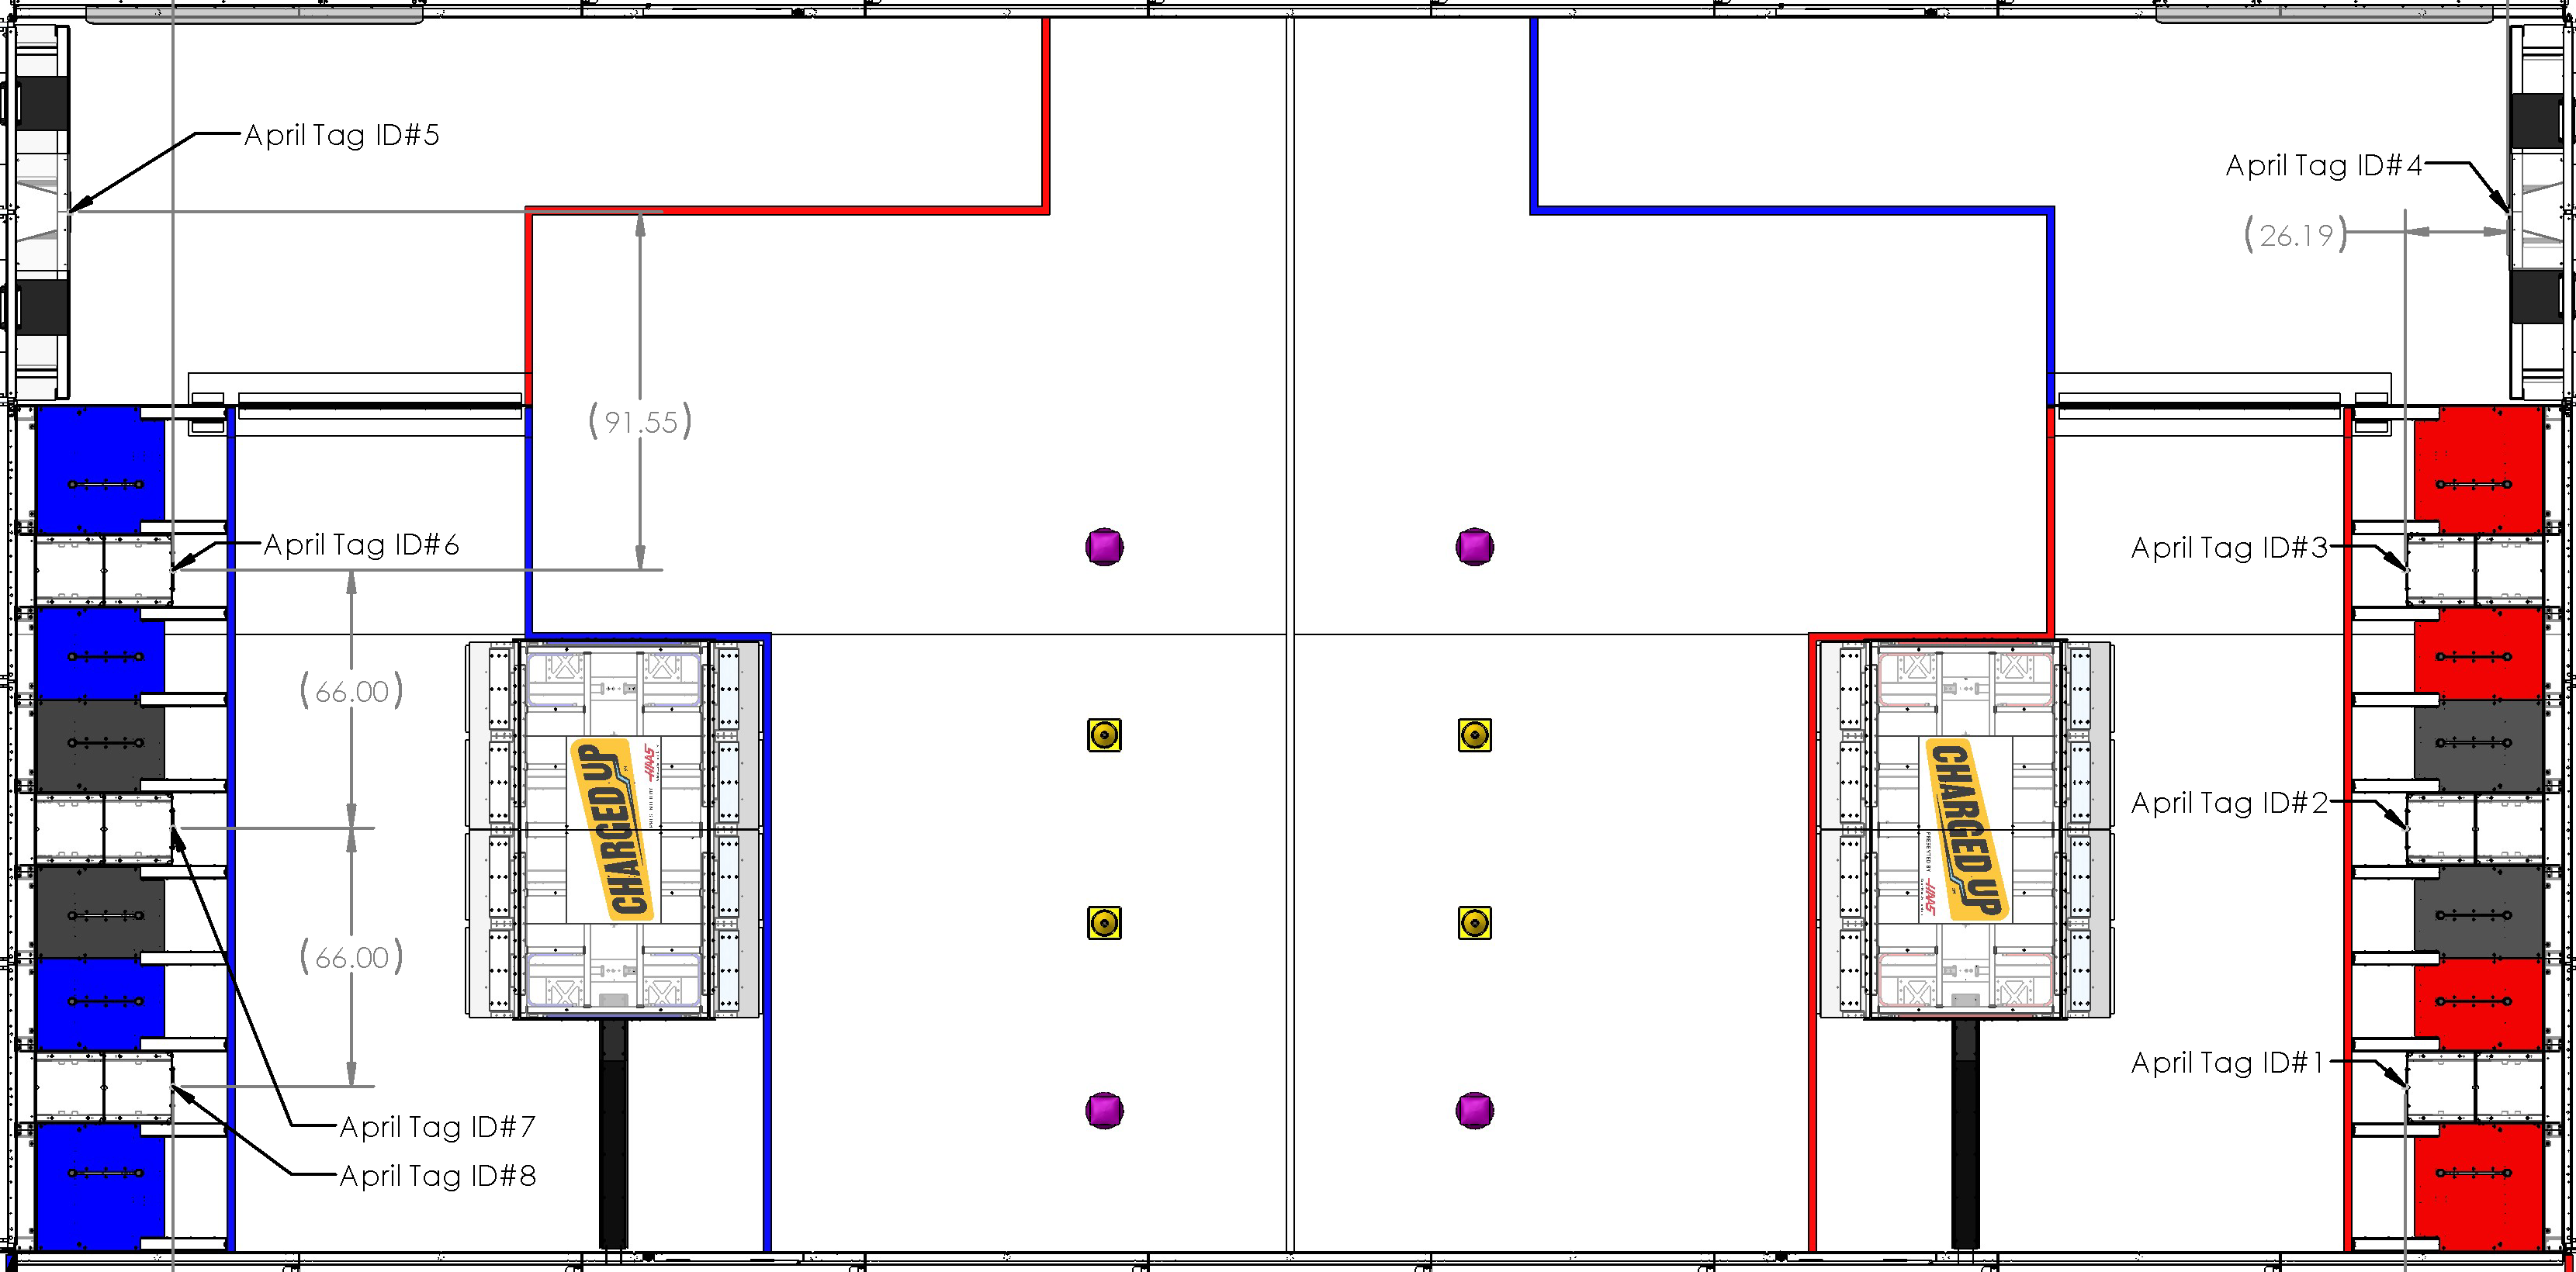 April Tag ID#5
April Tag ID#4
(26.19)
(91.55)
April Tag ID#6
April Tag ID#3
(66.00)
CHARGED UP
HAAS
CHARGED UP
PRESENTED BY
HAAS
April Tag ID#2
(66.00)
April Tag ID#1
April Tag ID#7
April Tag ID#8